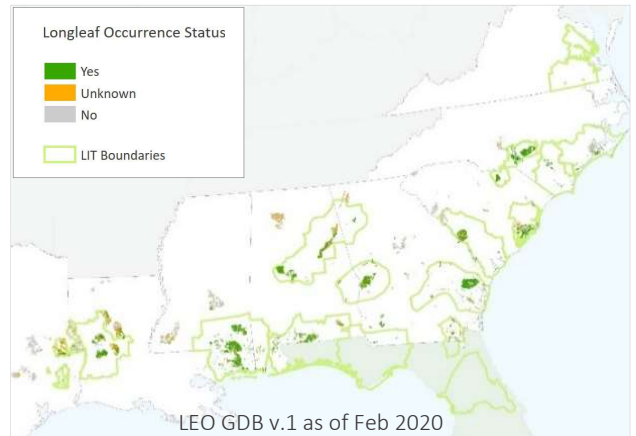 Longleaf Occurrence Status
Yes
Unknown
No
LIT Boundaries
LEO GDB v.1 as of Feb 2020